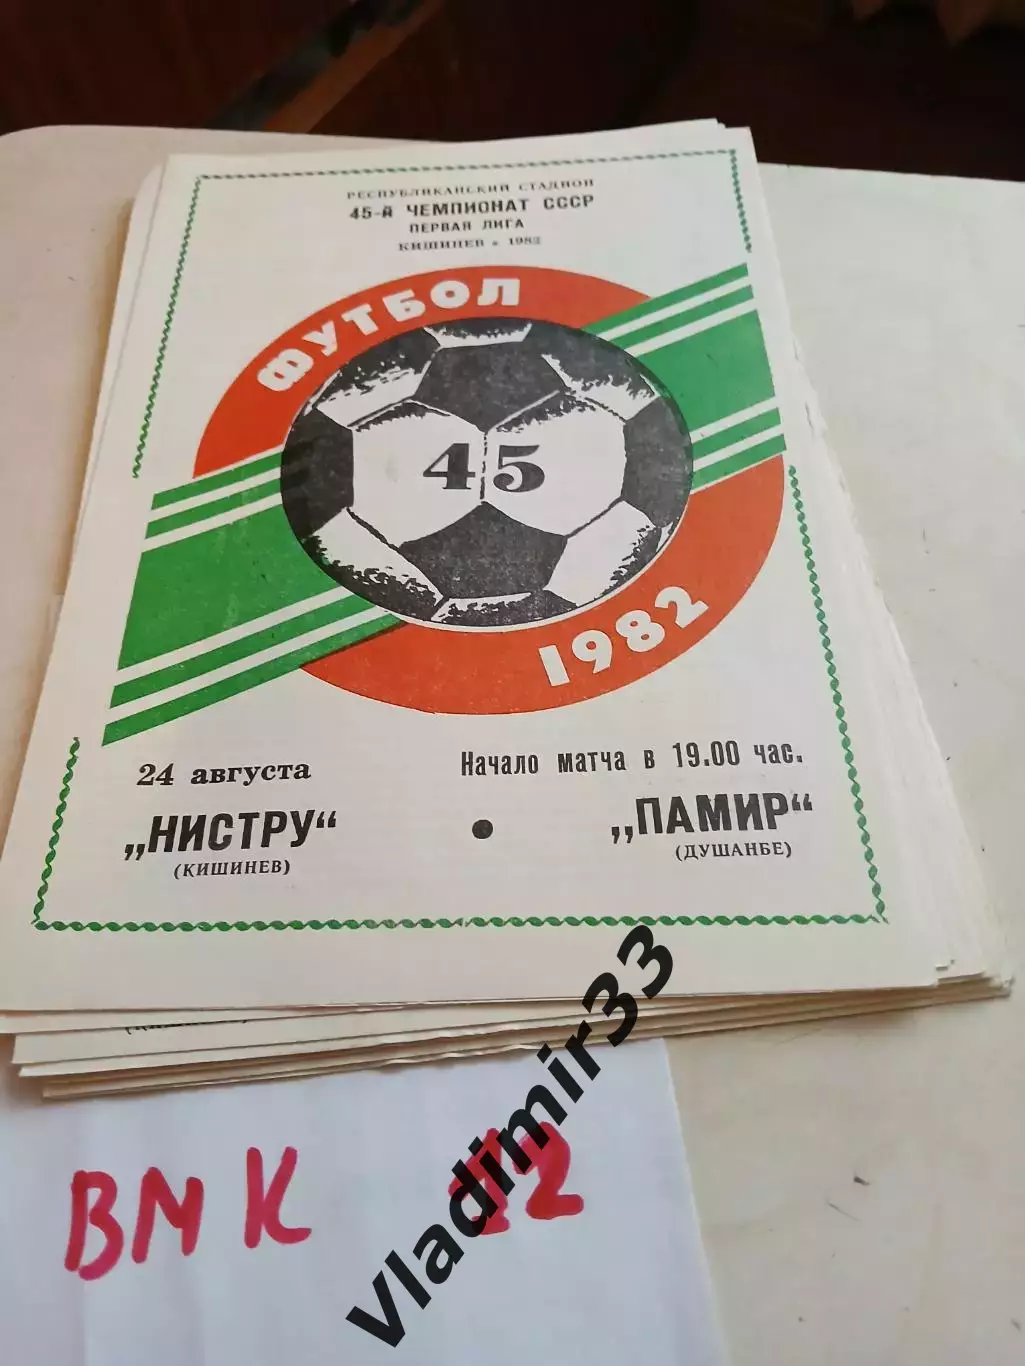 РЕСПУБЛИКАНСКИЙ СТАДИОН
45-Й ЧЕМПИОНАТ СССР
ПЕРВАЯ ЛИГА
КИШИНЕВ * 1982
ФУТБОЛ
45
1982
24 августа
Начало матча в 19.00 час.
„НИСТРУ“ • „ПАМИР“
(КИШИНЕВ) (ДУШАНБЕ)
ВМК
Vladimir33